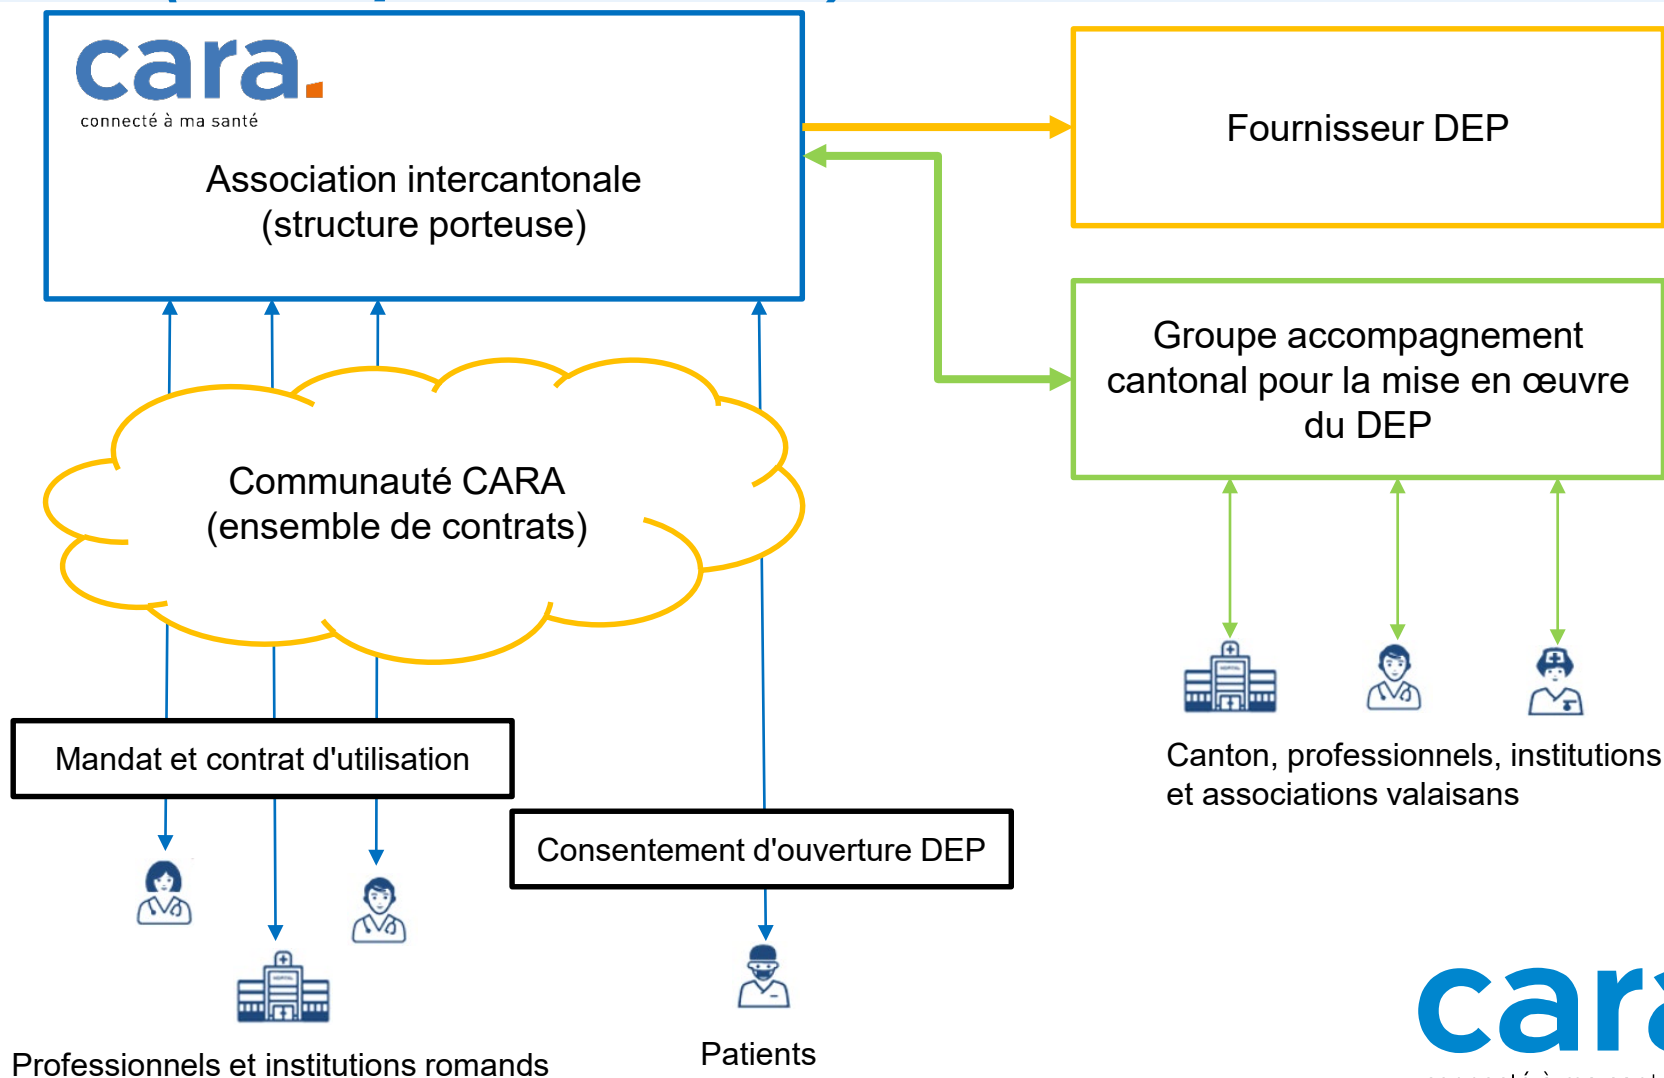 cara.
connecté à ma santé
Association intercantonale
(structure porteuse)
Fournisseur DEP
Groupe accompagnement
cantonal pour la mise en œuvre
du DEP
Communauté CARA
(ensemble de contrats)
Mandat et contrat d'utilisation
Consentement d'ouverture DEP
Canton, professionnels, institutions
et associations valaisans
Professionnels et institutions romands
Patients
cara